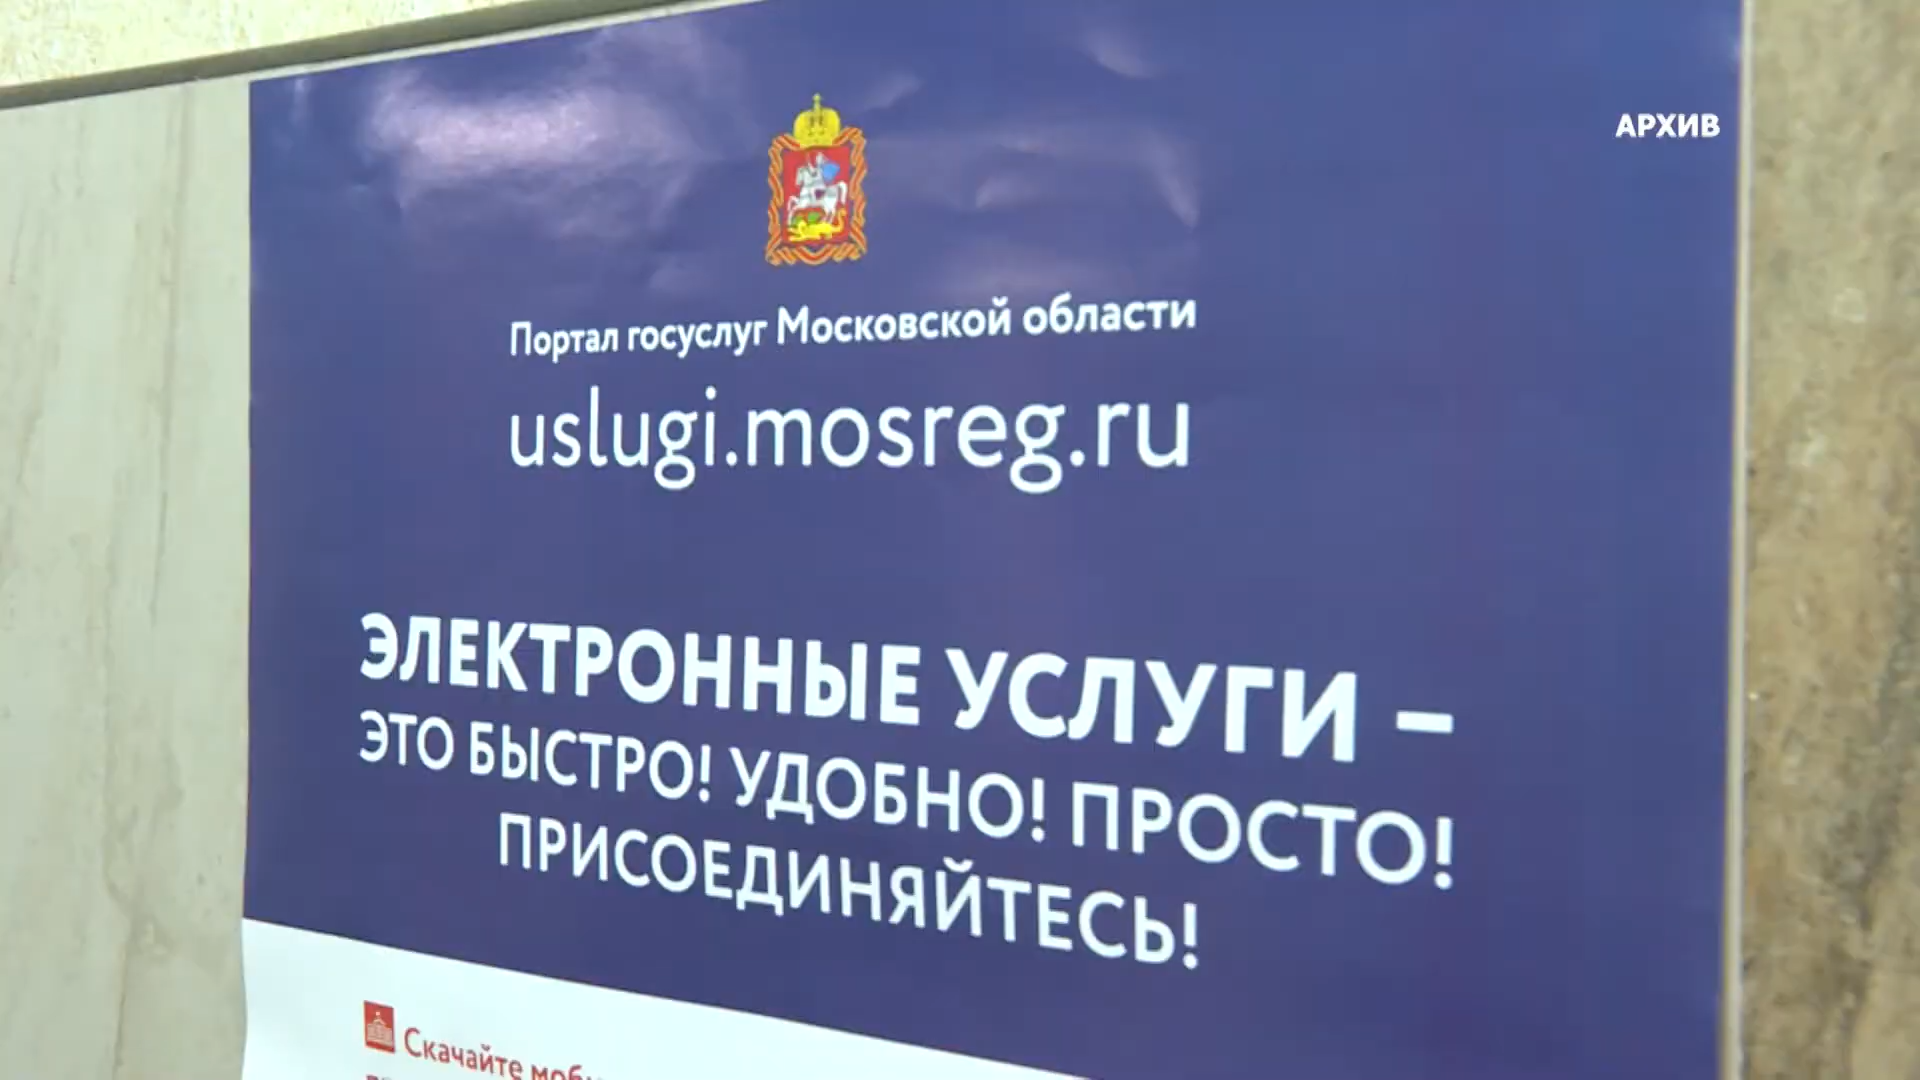 АРХИВ
Портал госуслуг Московской области
uslugi.mosreg.ru
ЭЛЕКТРОННЫЕ УСЛУГИ –
ЭТО БЫСТРО! УДОБНО! ПРОСТО!
ПРИСОЕДИНЯЙТЕСЬ!
Скачайте